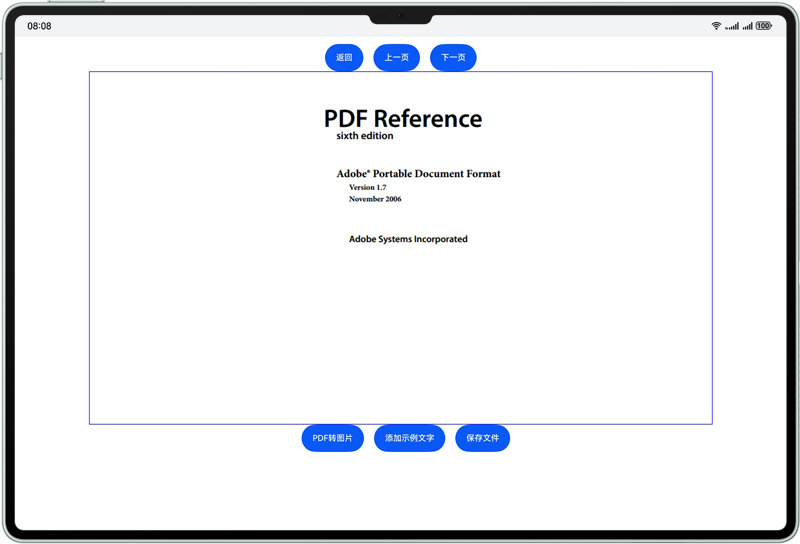 08:08
100
返回 上一页 下一页
PDF Reference
sixth edition
Adobe® Portable Document Format
Version 1.7
November 2006
Adobe Systems Incorporated
PDF转图片 添加示例文字 保存文件